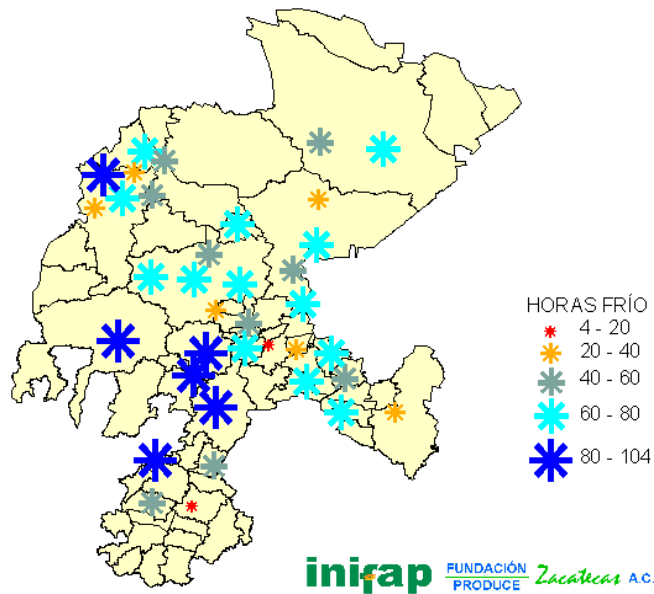 HORAS FRÍO
4 - 20
20 - 40
40 - 60
60 - 80
80 - 104
inifap
FUNDACIÓN
PRODUCE
Zacatecas A.C.